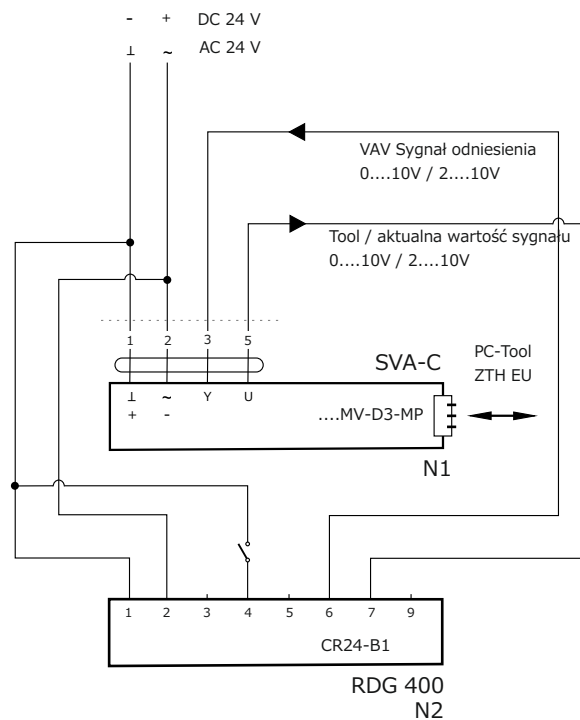 - + DC 24 V
⊥ ~ AC 24 V
VAV Sygnał odniesienia
0....10V / 2....10V
Tool / aktualna wartość sygnału
0....10V / 2....10V
1 2 3 5
SVA-C
PC-Tool
ZTH EU
⊥ ~ Y U
+ -
....MV-D3-MP
N1
1 2 3 4 5 6 7 9
CR24-B1
RDG 400
N2